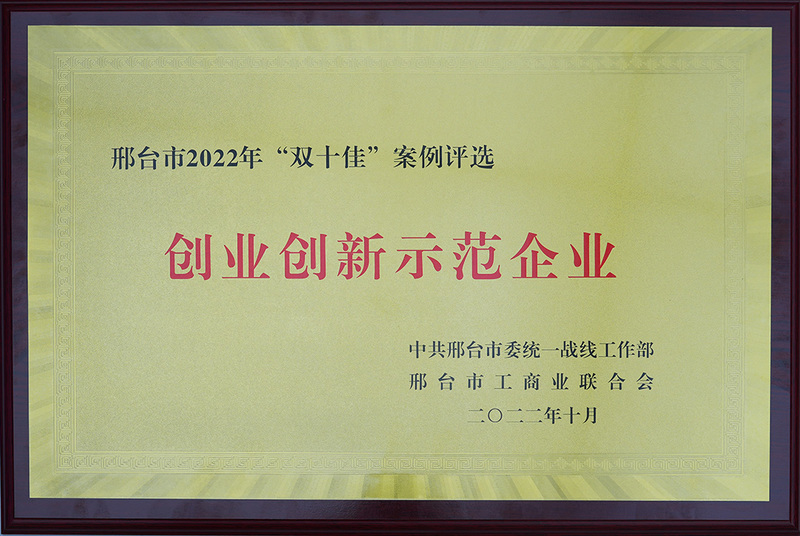 邢台市2022年“双十佳”案例评选
创业创新示范企业
中共邢台市委统一战线工作部
邢台市工商业联合会
二〇二二年十月